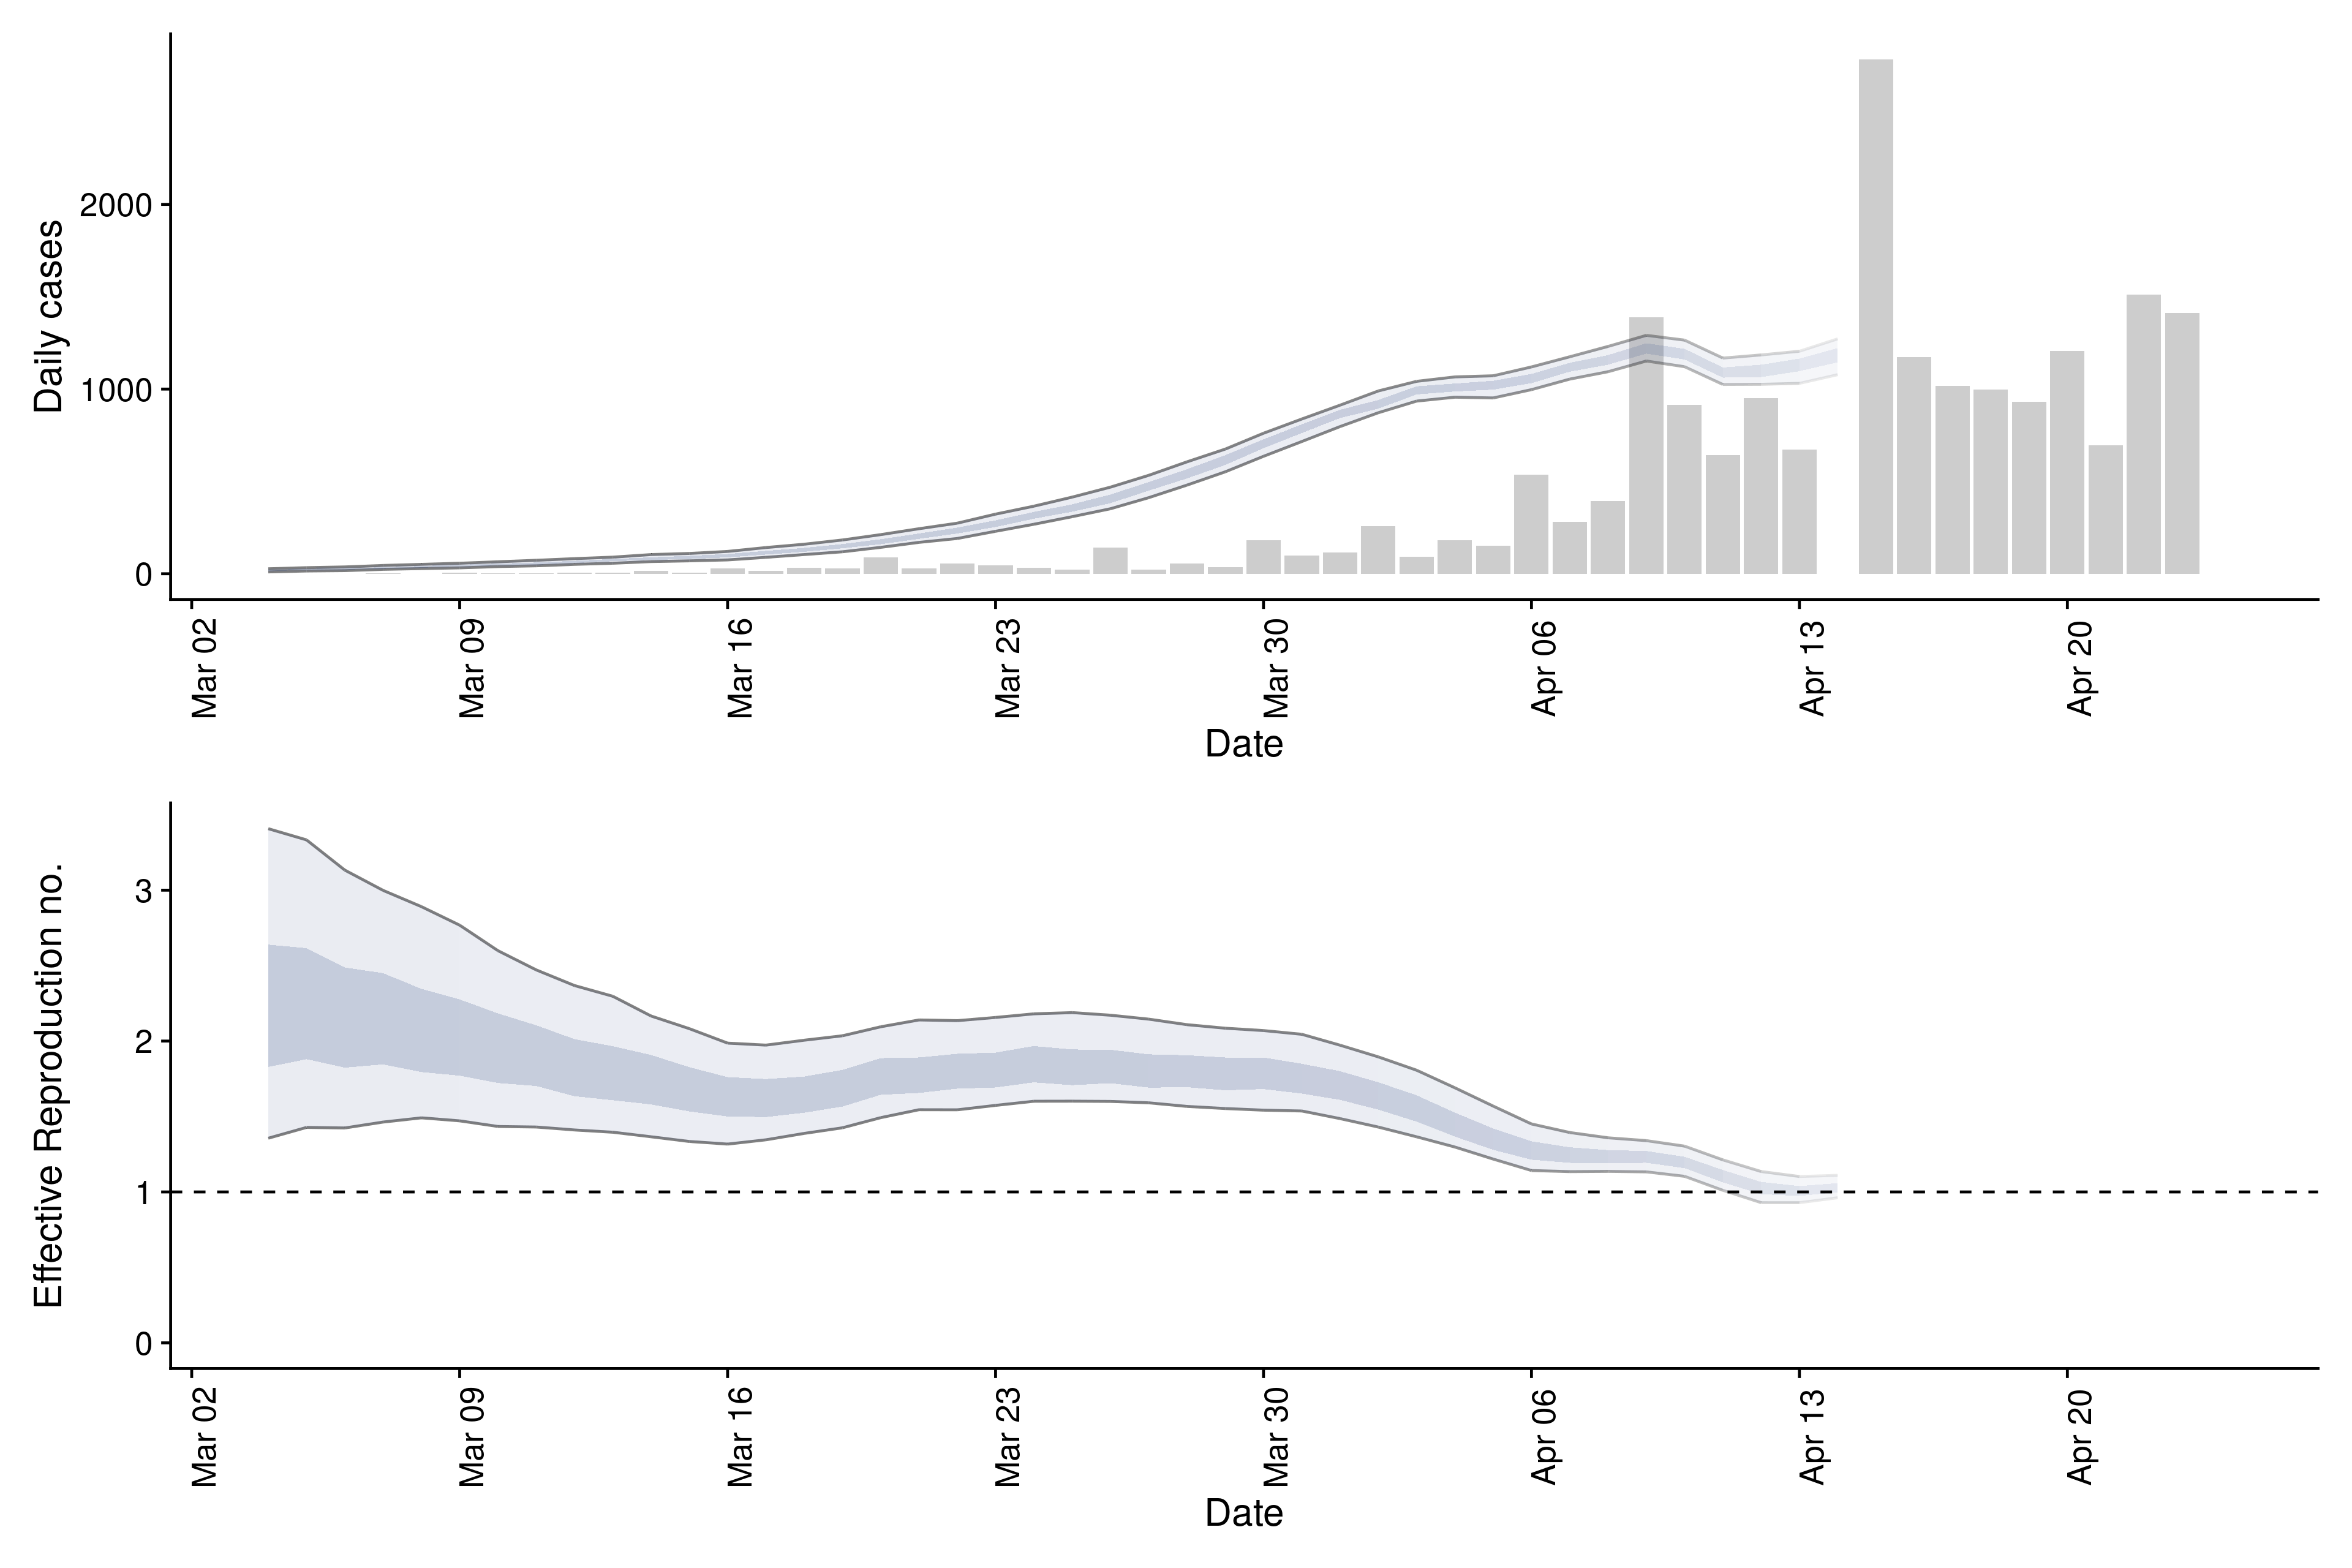 Daily cases
2000
1000
0
Mar 02
Mar 09
Mar 16
Mar 23
Mar 30
Apr 06
Apr 13
Apr 20
Date
Effective Reproduction no.
3
2
1
0
Mar 02
Mar 09
Mar 16
Mar 23
Mar 30
Apr 06
Apr 13
Apr 20
Date